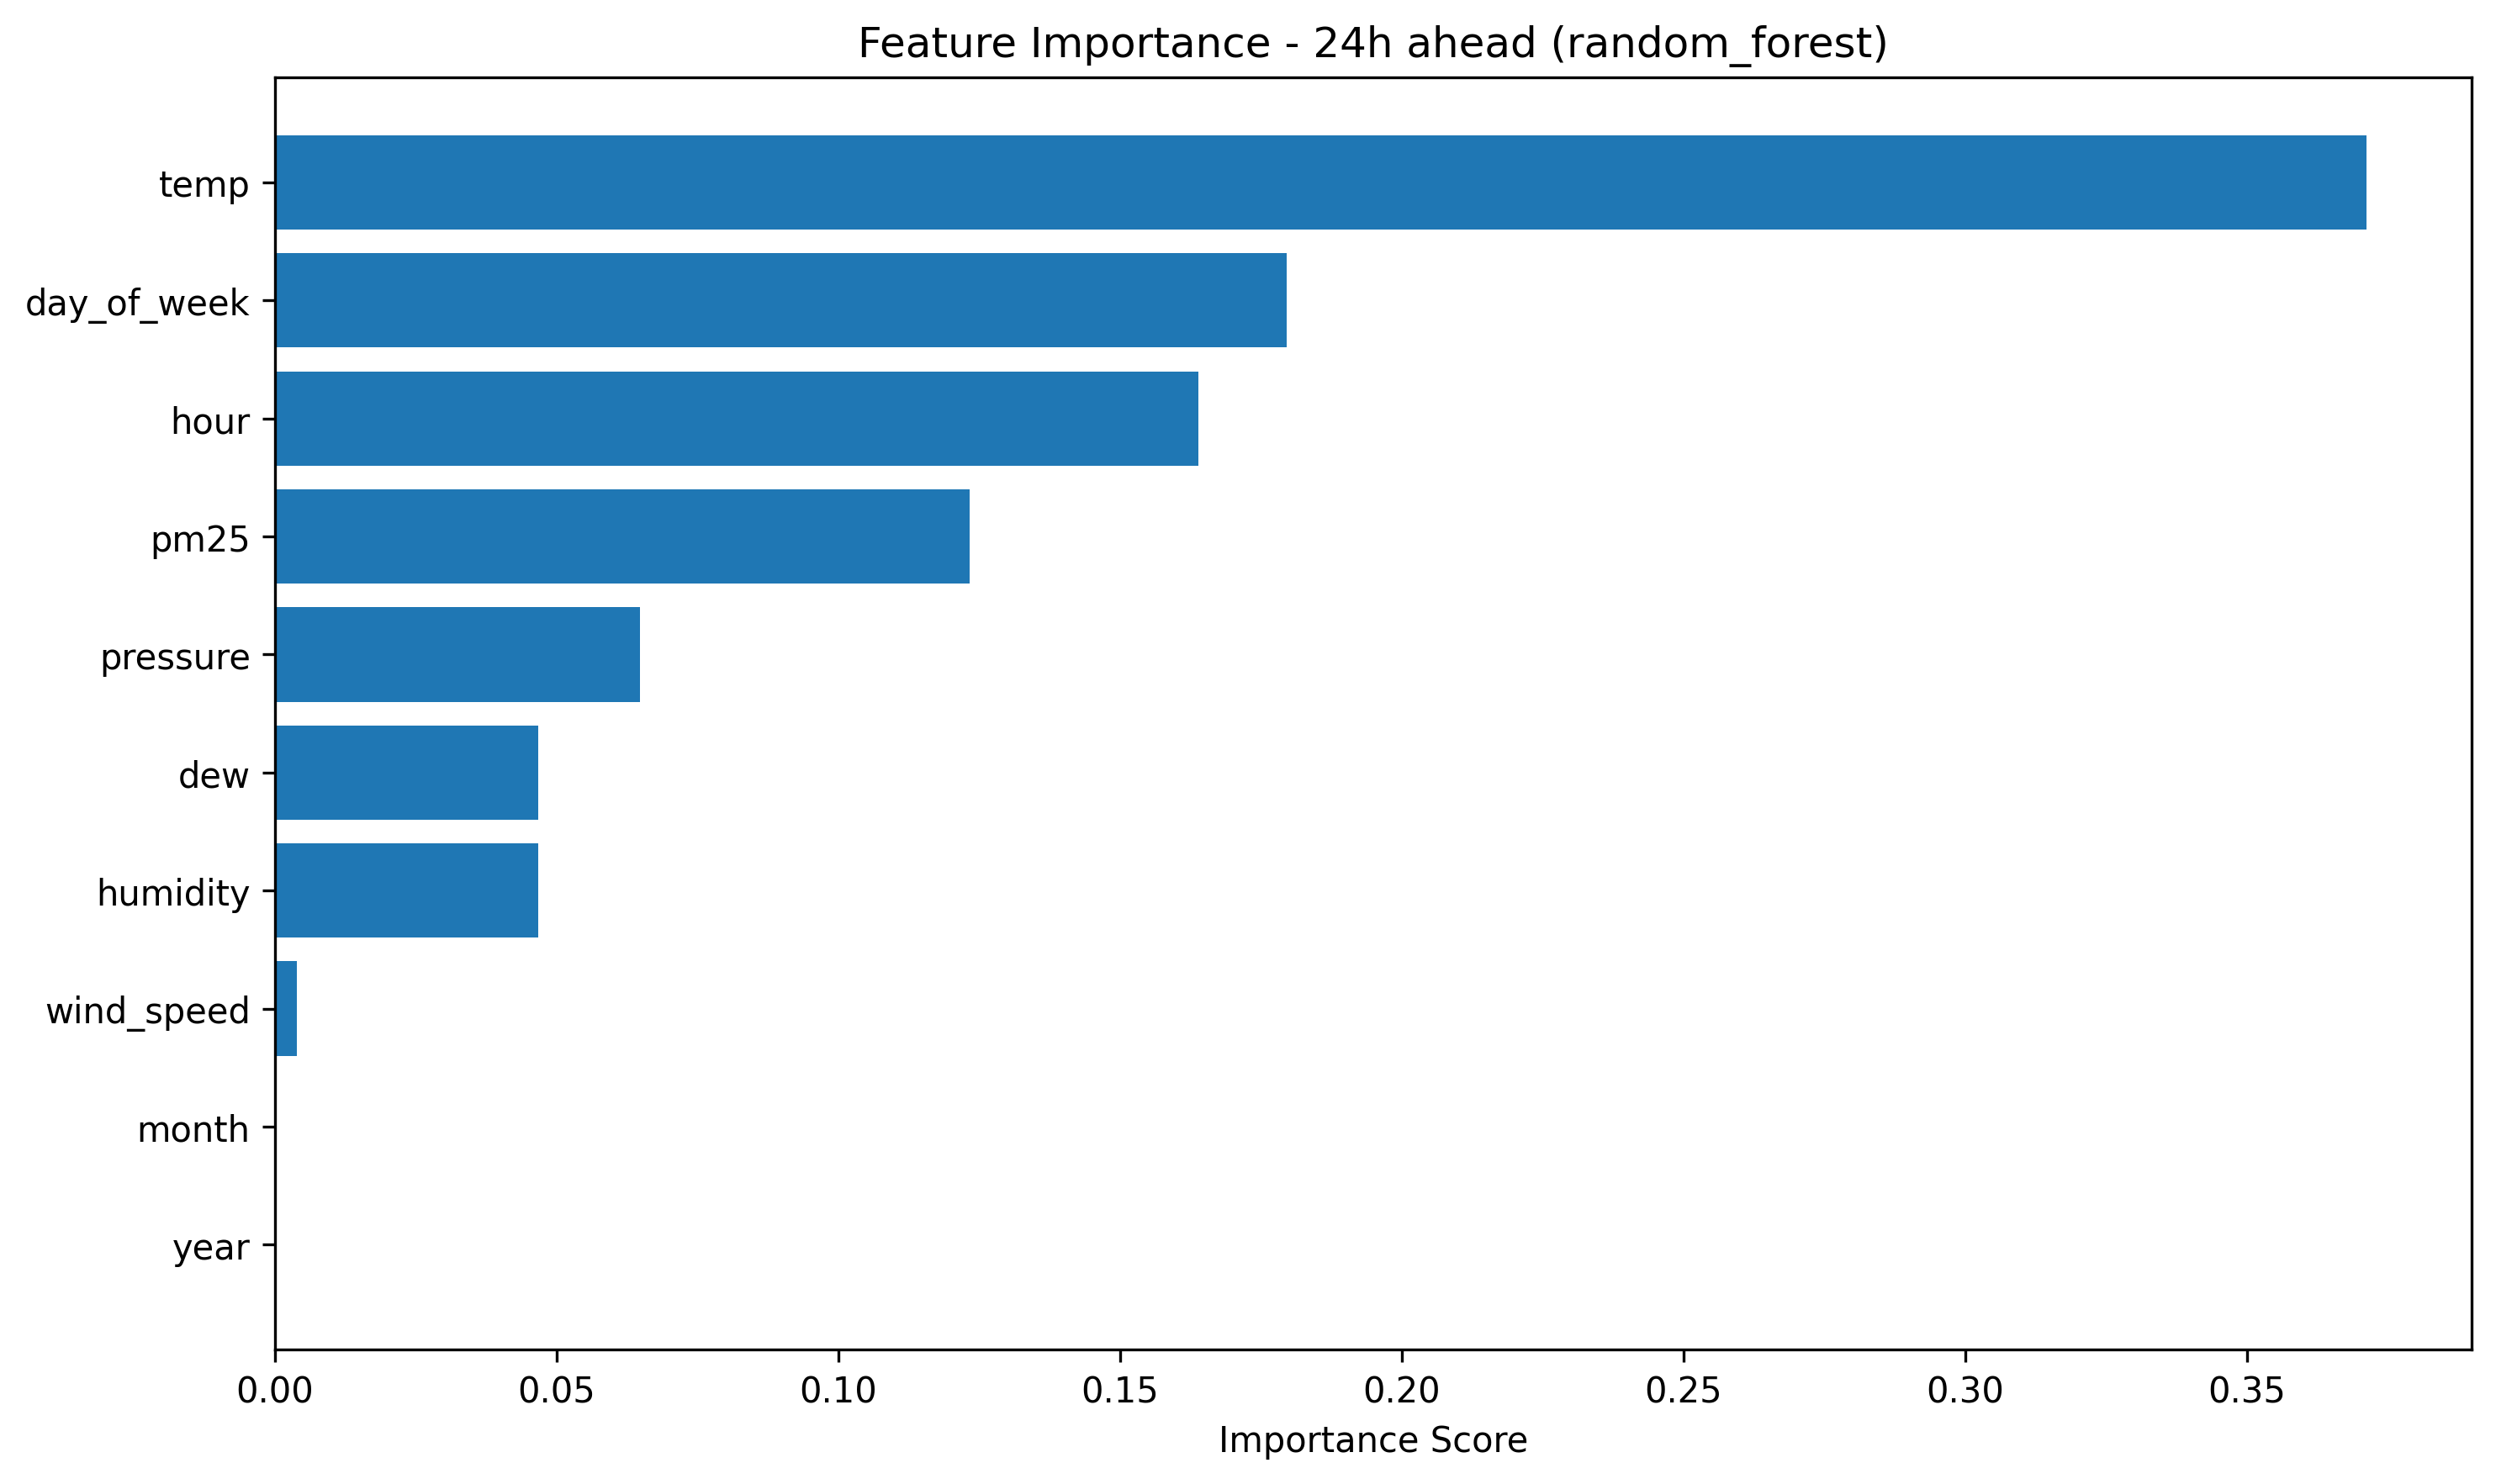 Feature Importance - 24h ahead (random_forest)
temp
day_of_week
hour
pm25
pressure
dew
humidity
wind_speed
month
year
0.00 0.05 0.10 0.15 0.20 0.25 0.30 0.35
Importance Score